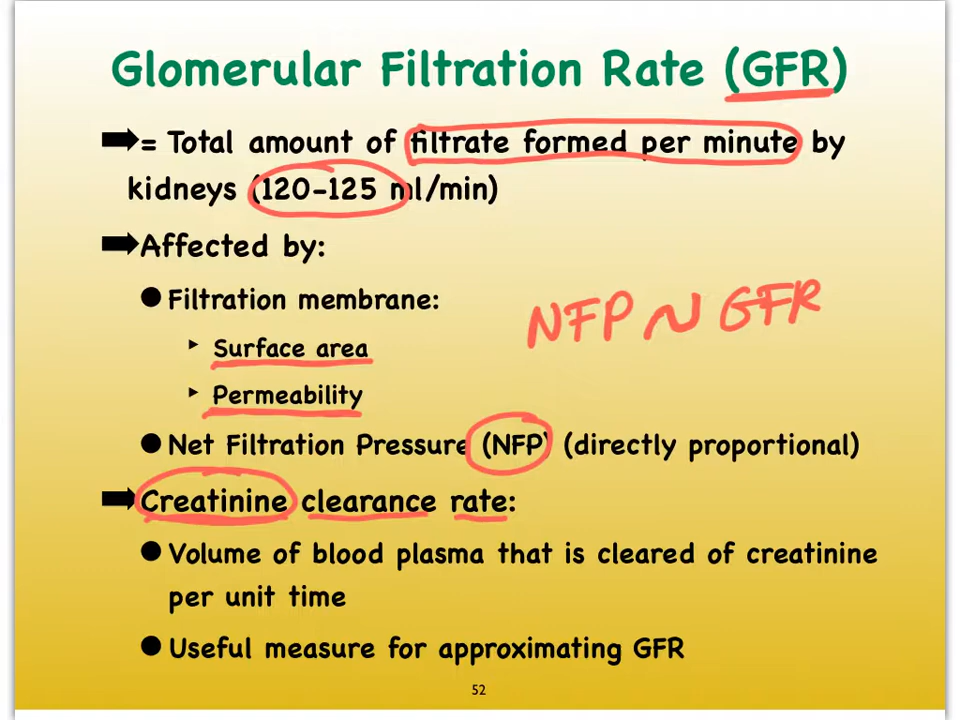 Glomerular Filtration Rate (GFR)
➡= Total amount of filtrate formed per minute by
kidneys (120-125 ml/min)
➡Affected by:
● Filtration membrane:
‣ Surface area
NFP ~ GFR
‣ Permeability
● Net Filtration Pressure (NFP) (directly proportional)
➡Creatinine clearance rate:
● Volume of blood plasma that is cleared of creatinine
per unit time
● Useful measure for approximating GFR
52